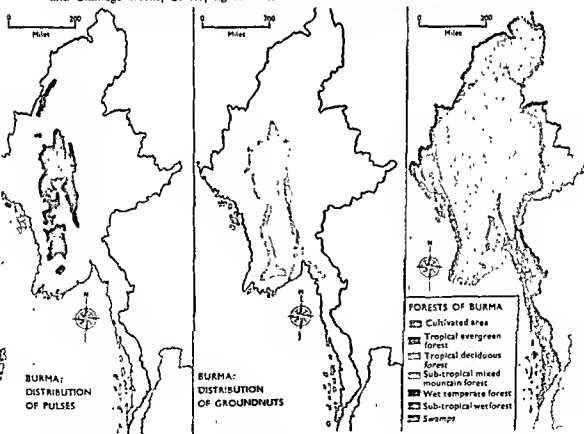 0 200
Miles
N
BURMA:
DISTRIBUTION
OF PULSES
0 200
Miles
N
BURMA:
DISTRIBUTION
OF GROUNDNUTS
0 200
Miles
N
FORESTS OF BURMA
Cultivated area
Tropical evergreen
forest
Tropical deciduous
forest
Sub-tropical mixed
mountain forest
Wet temperate forest
Sub-tropical wet forest
Swamps